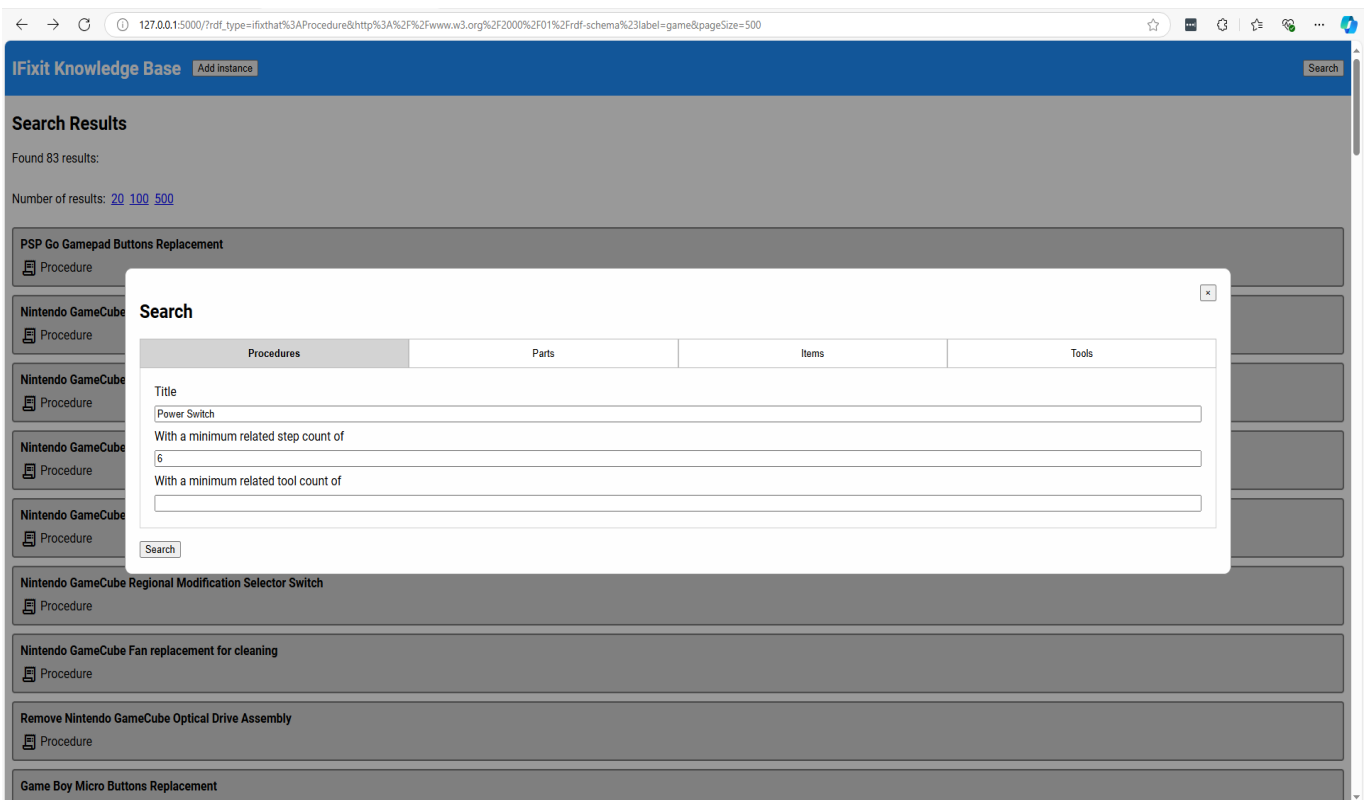 127.0.0.1:5000/?rdf_type=ifixthat%3AProcedure&http%3A%2F%2Fwww.w3.org%2F2000%2F01%2Frdf-schema%23label=game&pageSize=500
IFixit Knowledge Base Add instance Search
Search Results
Found 83 results:
Number of results: 20 100 500
PSP Go Gamepad Buttons Replacement
Procedure
Nintendo GameCube
Procedure
Nintendo GameCube
Procedure
Nintendo GameCube
Procedure
Nintendo GameCube
Procedure
×
Search
Procedures Parts Items Tools
Title
Power Switch
With a minimum related step count of
6
With a minimum related tool count of
Search
Nintendo GameCube Regional Modification Selector Switch
Procedure
Nintendo GameCube Fan replacement for cleaning
Procedure
Remove Nintendo GameCube Optical Drive Assembly
Procedure
Game Boy Micro Buttons Replacement